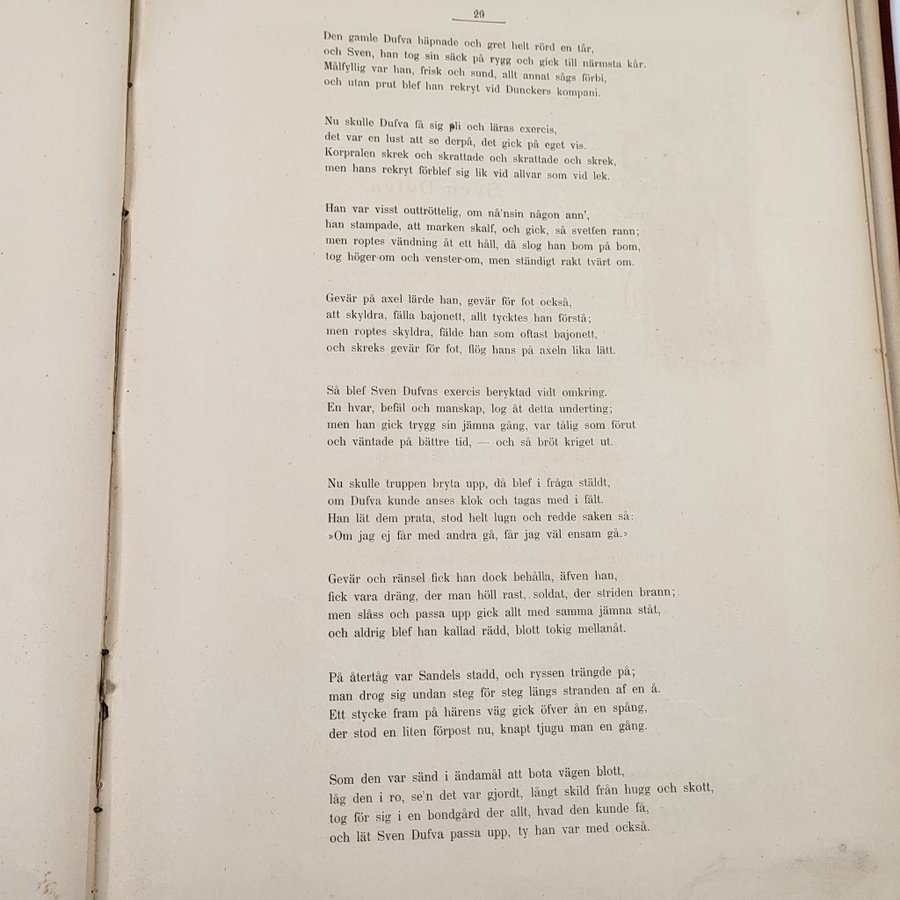 20
Den gamle Dufva häpnade och gret helt rörd en tår,
och Sven, han tog sin säck på rygg och gick till närmsta kår.
Målfyllig var han, frisk och sund, allt annat sågs förbi,
och utan prut blef han rekryt vid Dunckers kompani.
Nu skulle Dufva få sig pli och läras exercis,
det var en lust att se derpå, det gick på eget vis.
Korpralen skrek och skrattade och skrattade och skrek,
men hans rekryt förblef sig lik vid allvar som vid lek.
Han var visst outtröttelig, om nå'nsin någon ann',
han stampade, att marken skalf, och gick, så svetten rann;
men roptes vändning åt ett håll, då slog han bom på bom,
tog höger-om och venster-om, men ständigt rakt tvärt om.
Gevär på axel lärde han, gevär för fot också,
att skyldra, fälla bajonett, allt tycktes han förstå;
men roptes skyldra, fälde han som oftast bajonett,
och skreks gevär för fot, flög hans på axeln lika lätt.
Så blef Sven Dufvas exercis beryktad vidt omkring.
En hvar, befäl och manskap, log åt detta underting;
men han gick trygg sin jämna gång, var tålig som förut
och väntade på bättre tid, — och så bröt kriget ut.
Nu skulle truppen bryta upp, då blef i fråga stäldt,
om Dufva kunde anses klok och tagas med i fält.
Han lät dem prata, stod helt lugn och redde saken så:
»Om jag ej får med andra gå, får jag väl ensam gå.»
Gevär och ränsel fick han dock behålla, äfven han,
fick vara dräng, der man höll rast, soldat, der striden brann;
men slåss och passa upp gick allt med samma jämna ståt,
och aldrig blef han kallad rädd, blott tokig mellanåt.
På återtåg var Sandels stadd, och ryssen trängde på;
man drog sig undan steg för steg längs stranden af en å.
Ett stycke fram på härens väg gick öfver ån en spång,
der stod en liten förpost nu, knapt tjugu man en gång.
Som den var sänd i ändamål att bota vägen blott,
låg den i ro, se'n det var gjordt, långt skild från hugg och skott,
tog för sig i en bondgård der allt, hvad den kunde få,
och lät Sven Dufva passa upp, ty han var med också.